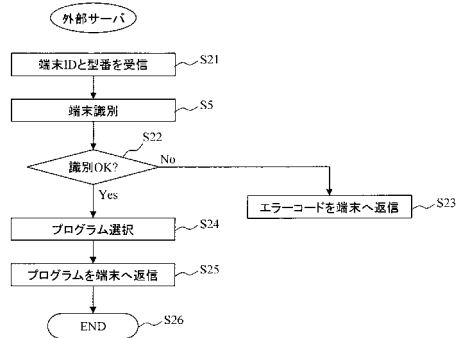 外部サーバ
端末IDと型番を受信
S21
端末識別
S5
S22
識別OK?
No
Yes
エラーコードを端末へ返信
S23
プログラム選択
S24
プログラムを端末へ返信
S25
END
S26